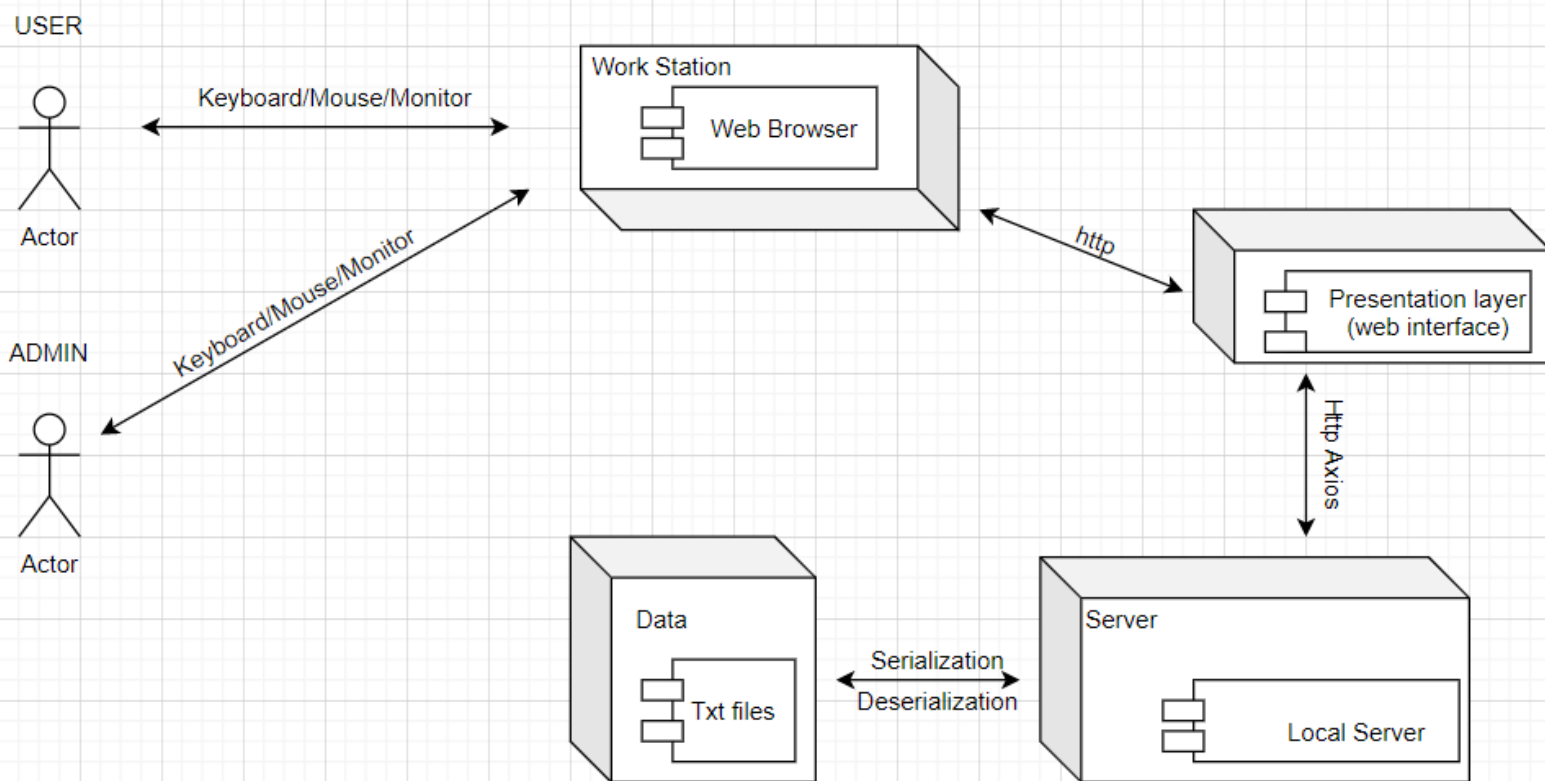 USER
Actor
Keyboard/Mouse/Monitor
Work Station
Web Browser
http
Presentation layer
(web interface)
Keyboard/Mouse/Monitor
ADMIN
Actor
Http Axios
Data
Txt files
Serialization
Deserialization
Server
Local Server